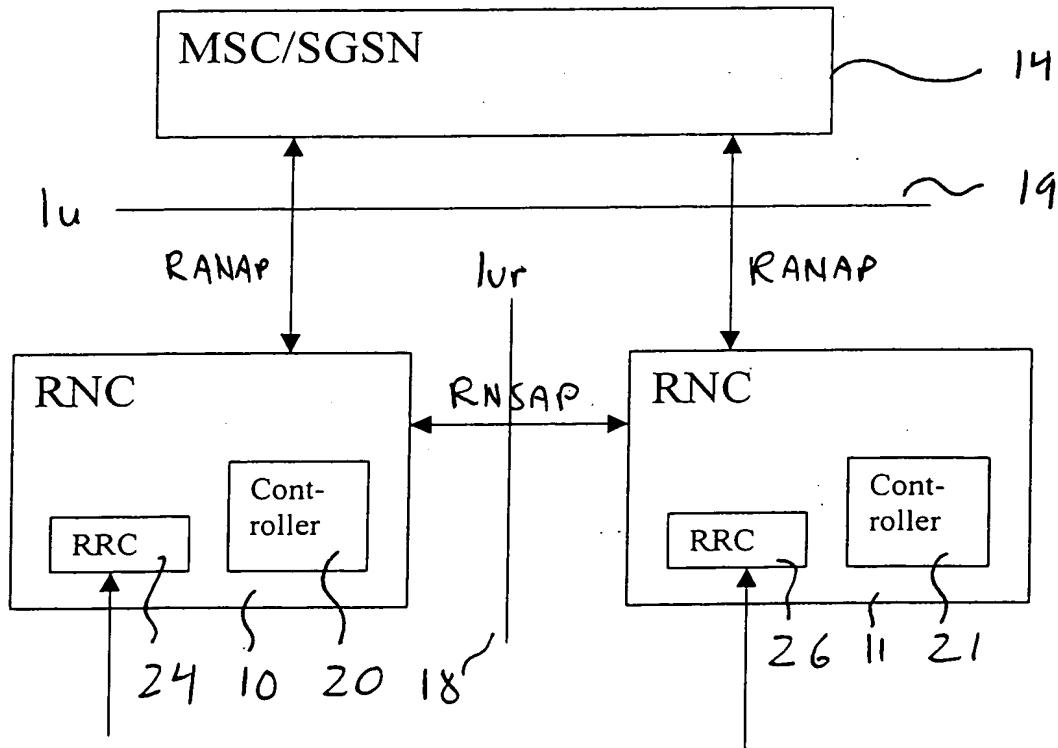 MSC/SGSN
14
19
Iu
RANAP
Iur
RANAP
RNC
RNSAP
RNC
Cont-
roller
Cont-
roller
RRC
RRC
24
10
20
18
26
11
21